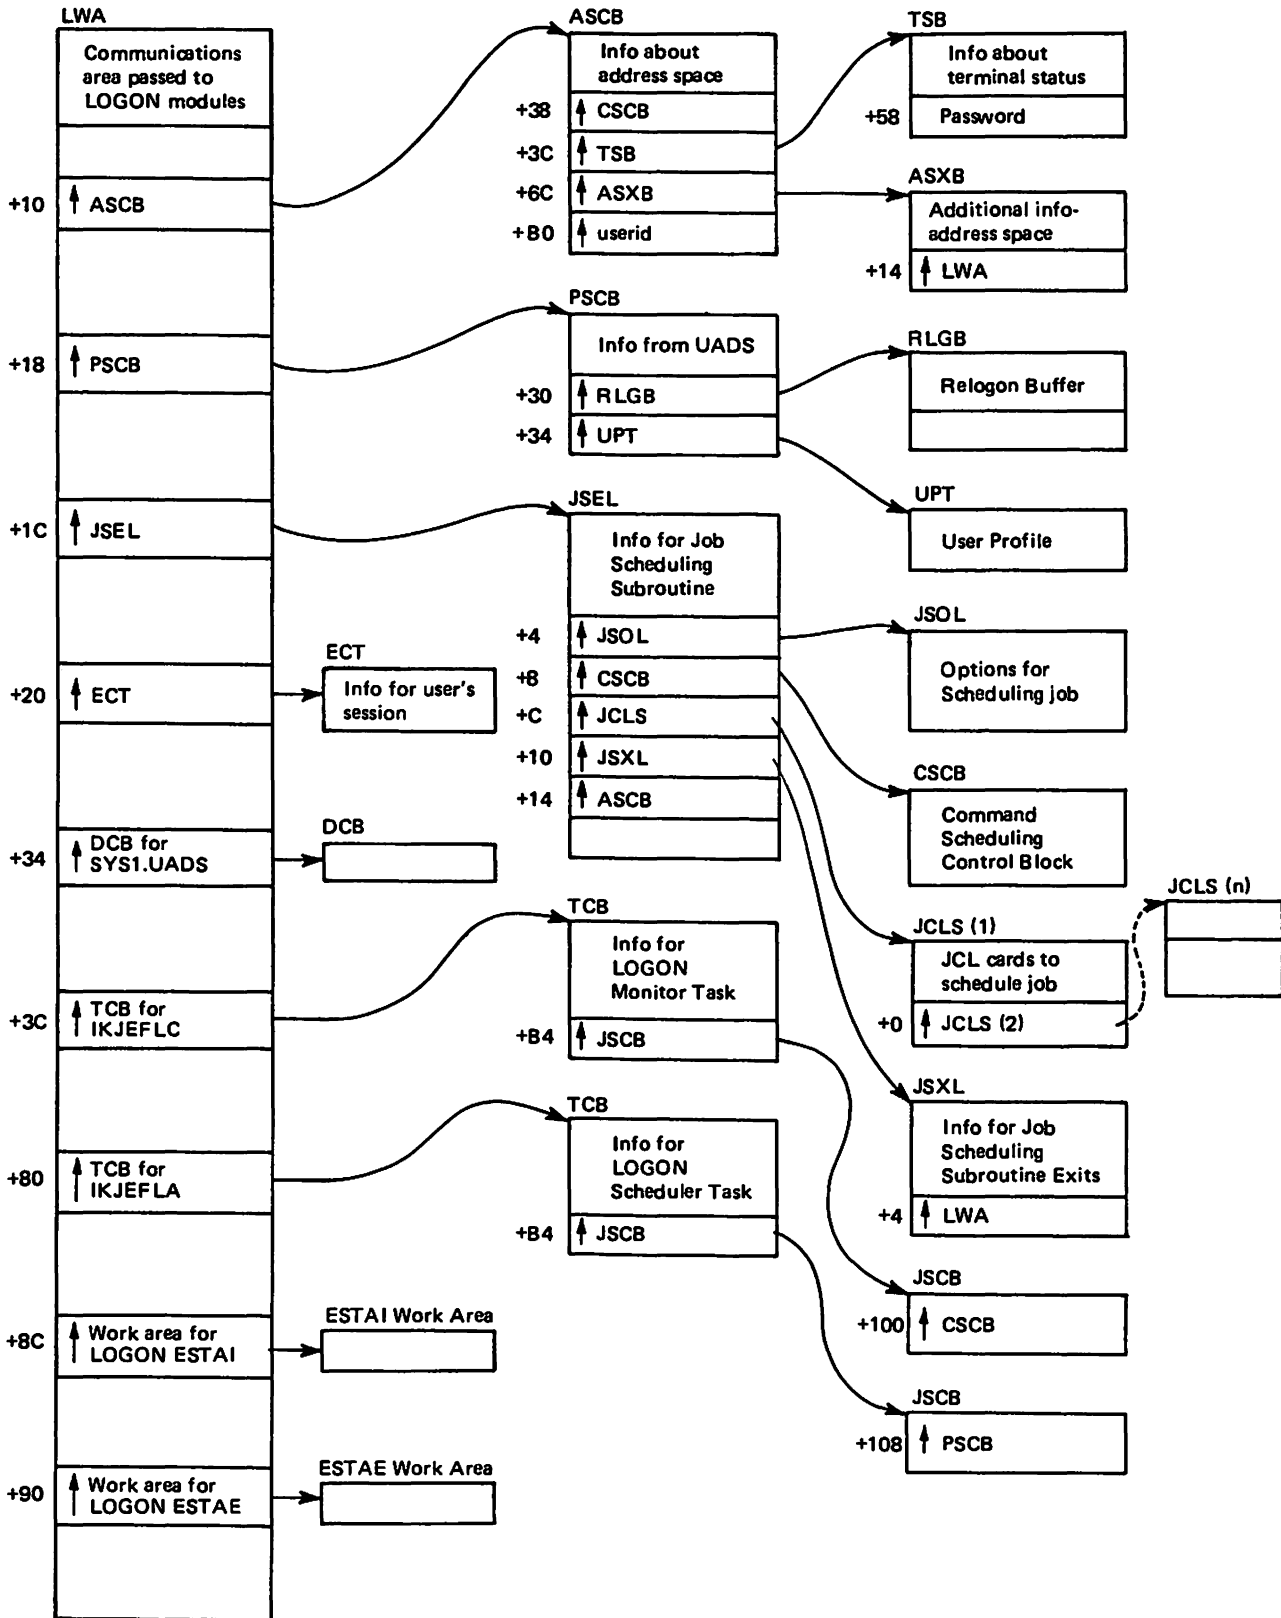 LWA
Communications
area passed to
LOGON modules
+10
ASCB
+18
PSCB
+1C
JSEL
+20
ECT
+34
DCB for
SYS1.UADS
+3C
TCB for
IKJEFLC
+80
TCB for
IKJEFLA
+8C
Work area for
LOGON ESTAI
+90
Work area for
LOGON ESTAE
ECT
Info for user's
session
DCB
ESTAI Work Area
ESTAE Work Area
ASCB
Info about
address space
+38
CSCB
+3C
TSB
+6C
ASXB
+B0
userid
PSCB
Info from UADS
+30
RLGB
+34
UPT
JSEL
Info for Job
Scheduling
Subroutine
+4
JSOL
+8
CSCB
+C
JCLS
+10
JSXL
+14
ASCB
TCB
Info for
LOGON
Monitor Task
+B4
JSCB
TCB
Info for
LOGON
Scheduler Task
+B4
JSCB
TSB
Info about
terminal status
+58
Password
ASXB
Additional info-
address space
+14
LWA
RLGB
Relogon Buffer
UPT
User Profile
JSOL
Options for
Scheduling job
CSCB
Command
Scheduling
Control Block
JCLS (1)
JCL cards to
schedule job
+0
JCLS (2)
JCLS (n)
JSXL
Info for Job
Scheduling
Subroutine Exits
+4
LWA
JSCB
+100
CSCB
JSCB
+108
PSCB